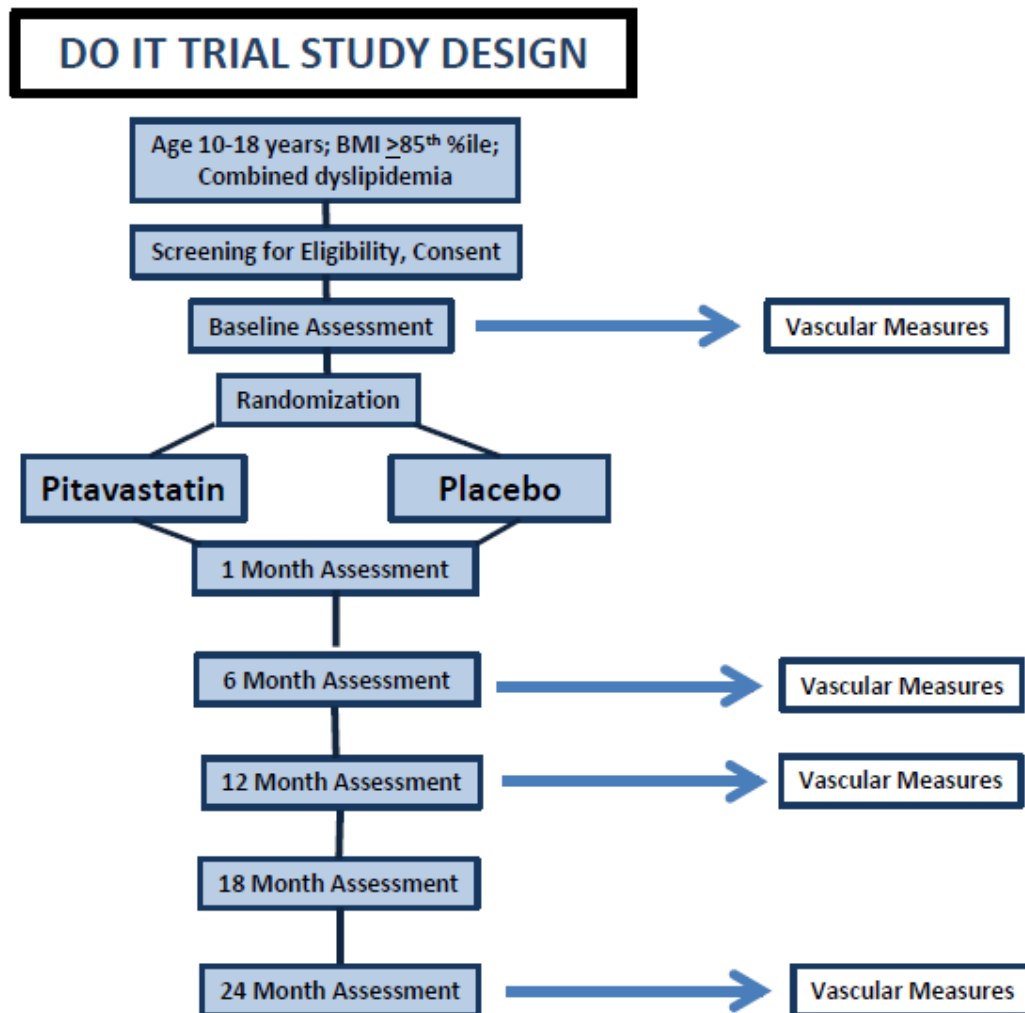 DO IT TRIAL STUDY DESIGN
Age 10-18 years; BMI ≥85th %ile;
Combined dyslipidemia
Screening for Eligibility, Consent
Baseline Assessment
Vascular Measures
Randomization
Pitavastatin
Placebo
1 Month Assessment
6 Month Assessment
Vascular Measures
12 Month Assessment
Vascular Measures
18 Month Assessment
24 Month Assessment
Vascular Measures